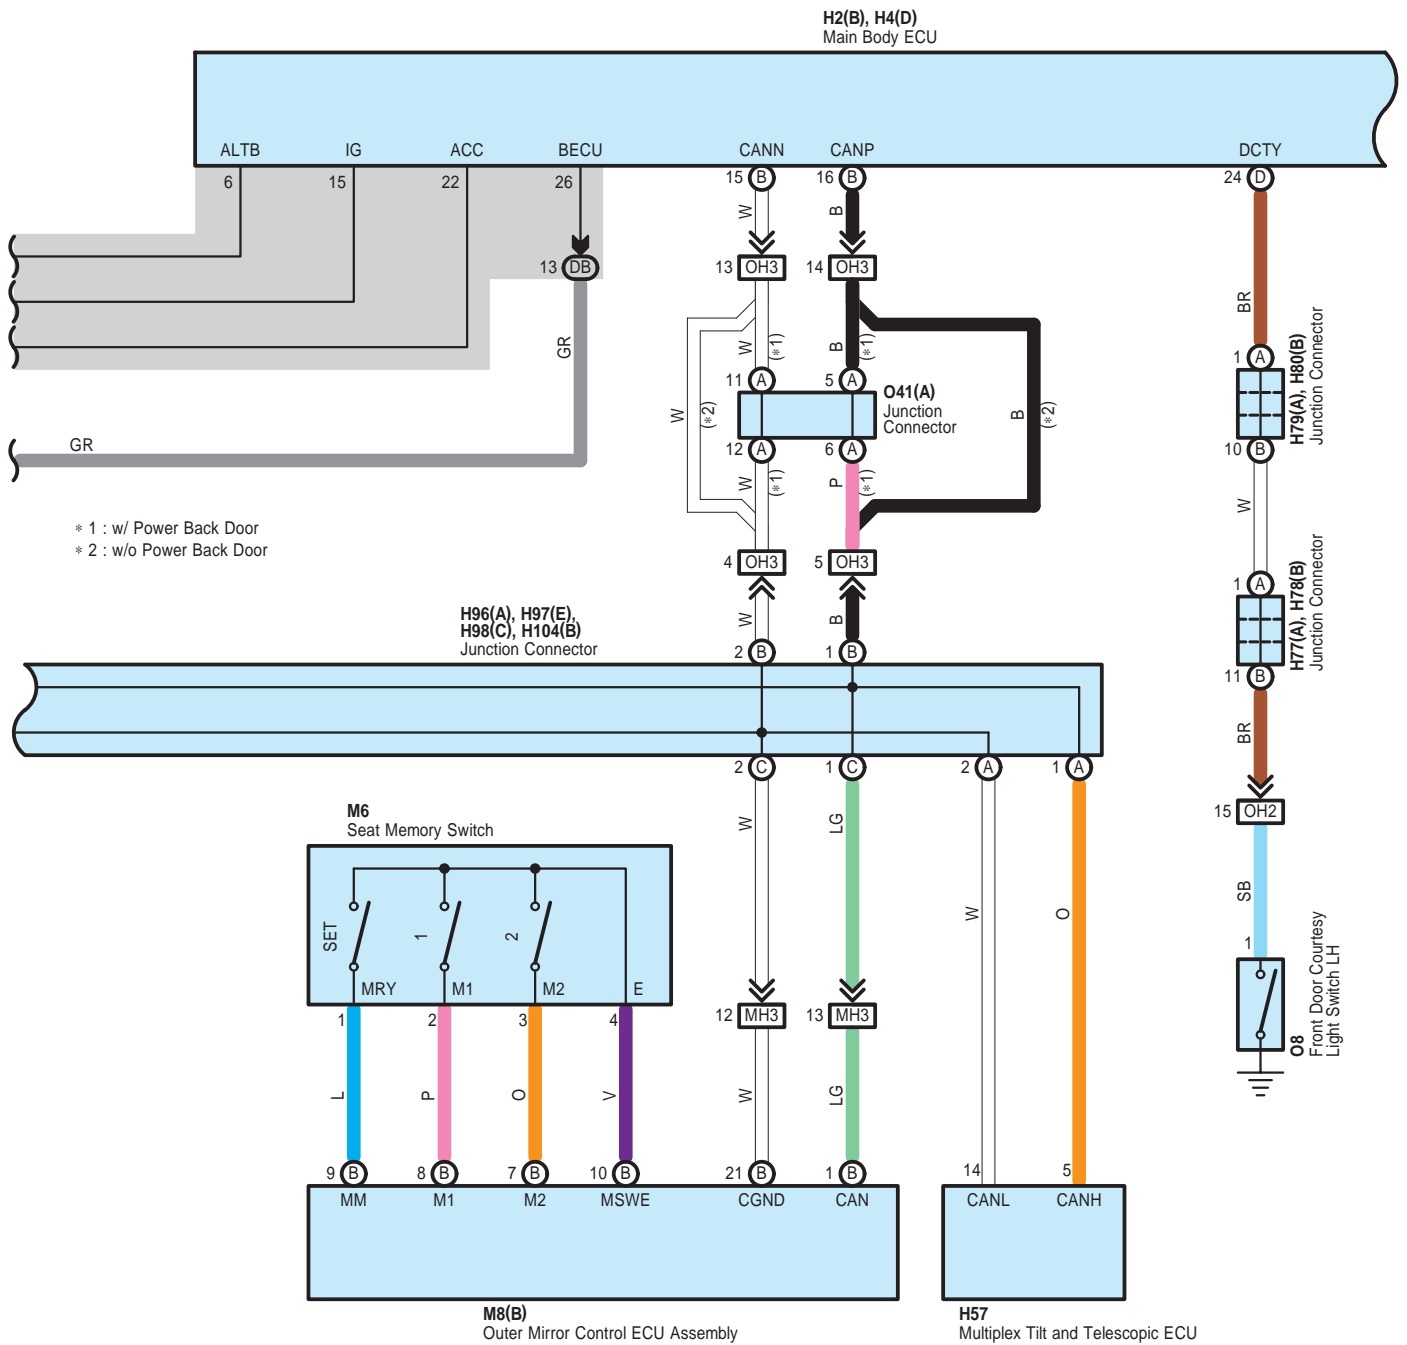 H2(B), H4(D)
Main Body ECU
ALTB IG ACC BECU CANN CANP DCTY
6 15 22 26 15 B 16 B 24 D
W B
13 DB 13 OH3 14 OH3
BR
GR W (*1) B (*1)
1 A
H79(A), H80(B)
Junction Connector
11 A 5 A
O41(A)
Junction
Connector
W (*2) B (*2)
GR
12 A 6 A 10 B
W (*1) P (*1) W
* 1 : w/ Power Back Door
* 2 : w/o Power Back Door
4 OH3 5 OH3
1 A
H77(A), H78(B)
Junction Connector
H96(A), H97(E),
H98(C), H104(B)
Junction Connector
W B
2 B 1 B 11 B
BR
2 C 1 C 2 A 1 A
M6
Seat Memory Switch
15 OH2
W LG
SET 1 2 W O SB
1
O8
Front Door Courtesy
Light Switch LH
MRY M1 M2 E
1 2 3 4 12 MH3 13 MH3
L P O V W LG
9 B 8 B 7 B 10 B 21 B 1 B 14 5
MM M1 M2 MSWE CGND CAN CANL CANH
M8(B)
Outer Mirror Control ECU Assembly
H57
Multiplex Tilt and Telescopic ECU